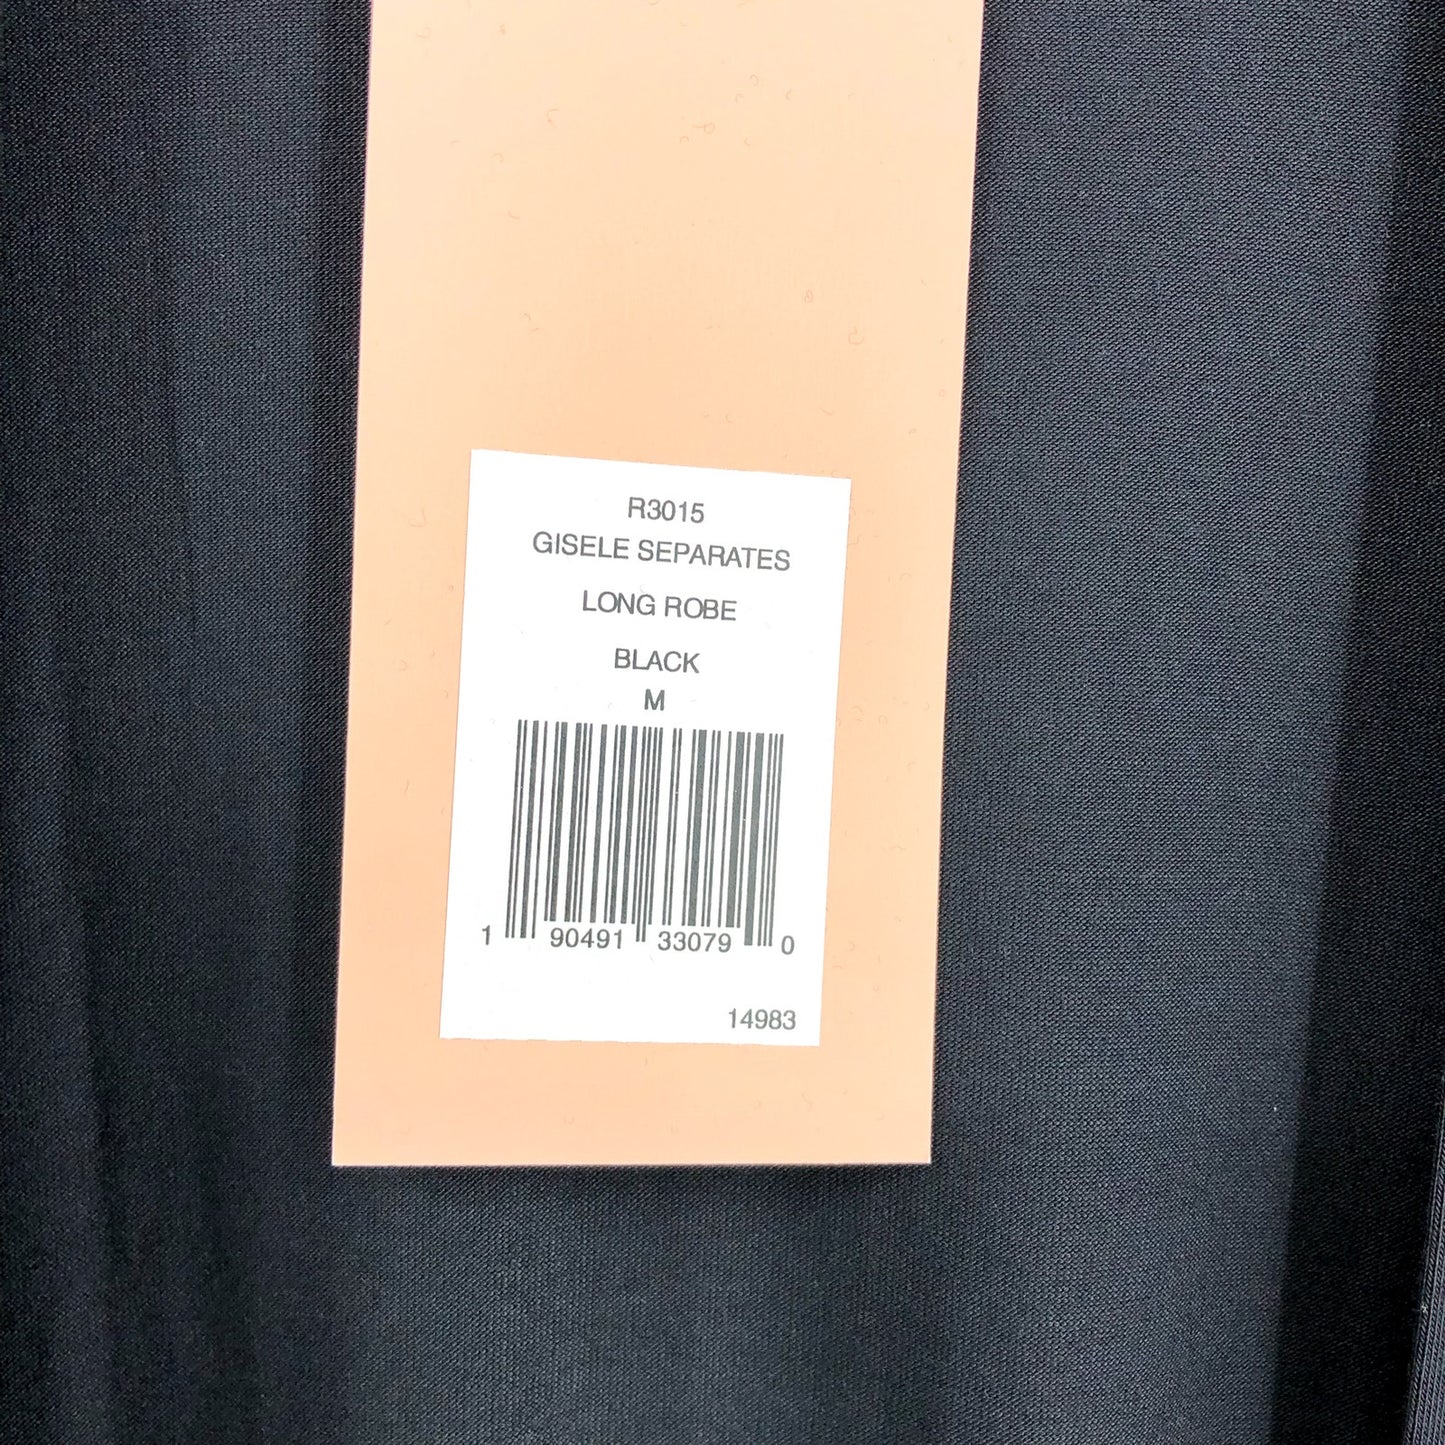 R3015
GISELE SEPARATES
LONG ROBE
BLACK
M
1 90491 33079 0
14983